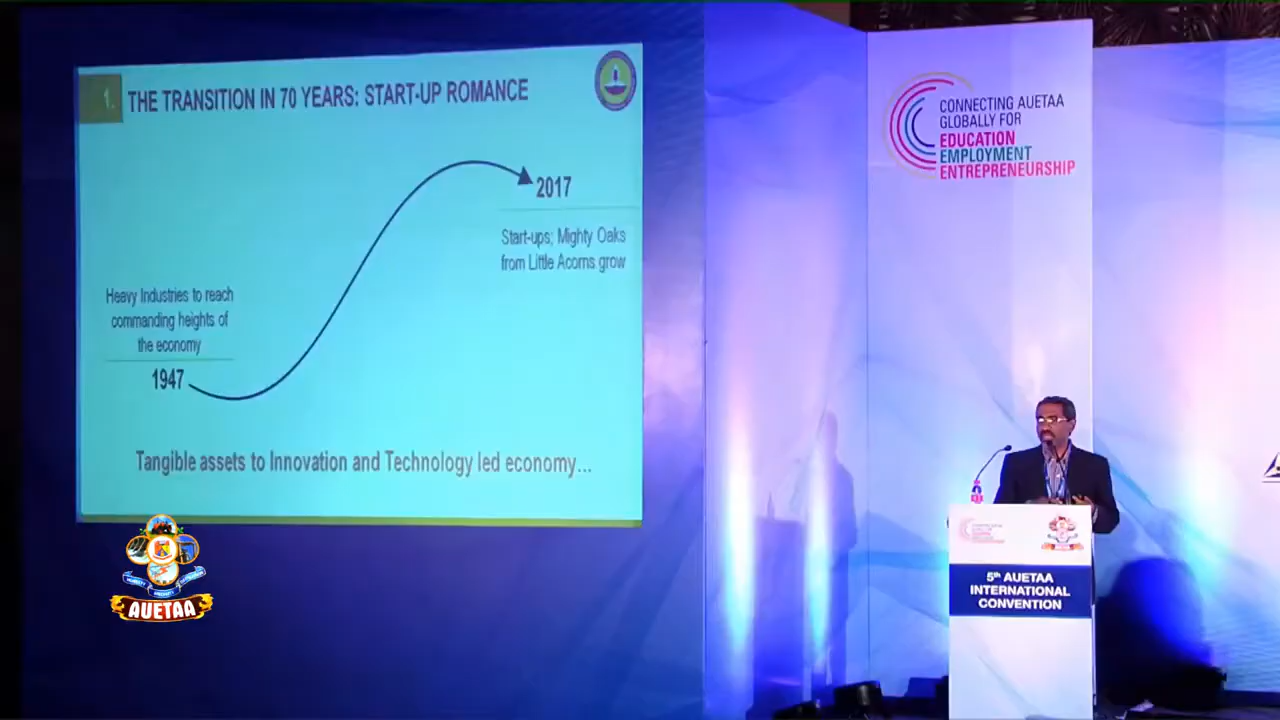 1.
THE TRANSITION IN 70 YEARS: START-UP ROMANCE
2017
Start-ups; Mighty Oaks
from Little Acorns grow
Heavy Industries to reach
commanding heights of
the economy
1947
Tangible assets to Innovation and Technology led economy...
AUETAA
CONNECTING AUETAA
GLOBALLY FOR
EDUCATION
EMPLOYMENT
ENTREPRENEURSHIP
5th AUETAA
INTERNATIONAL
CONVENTION